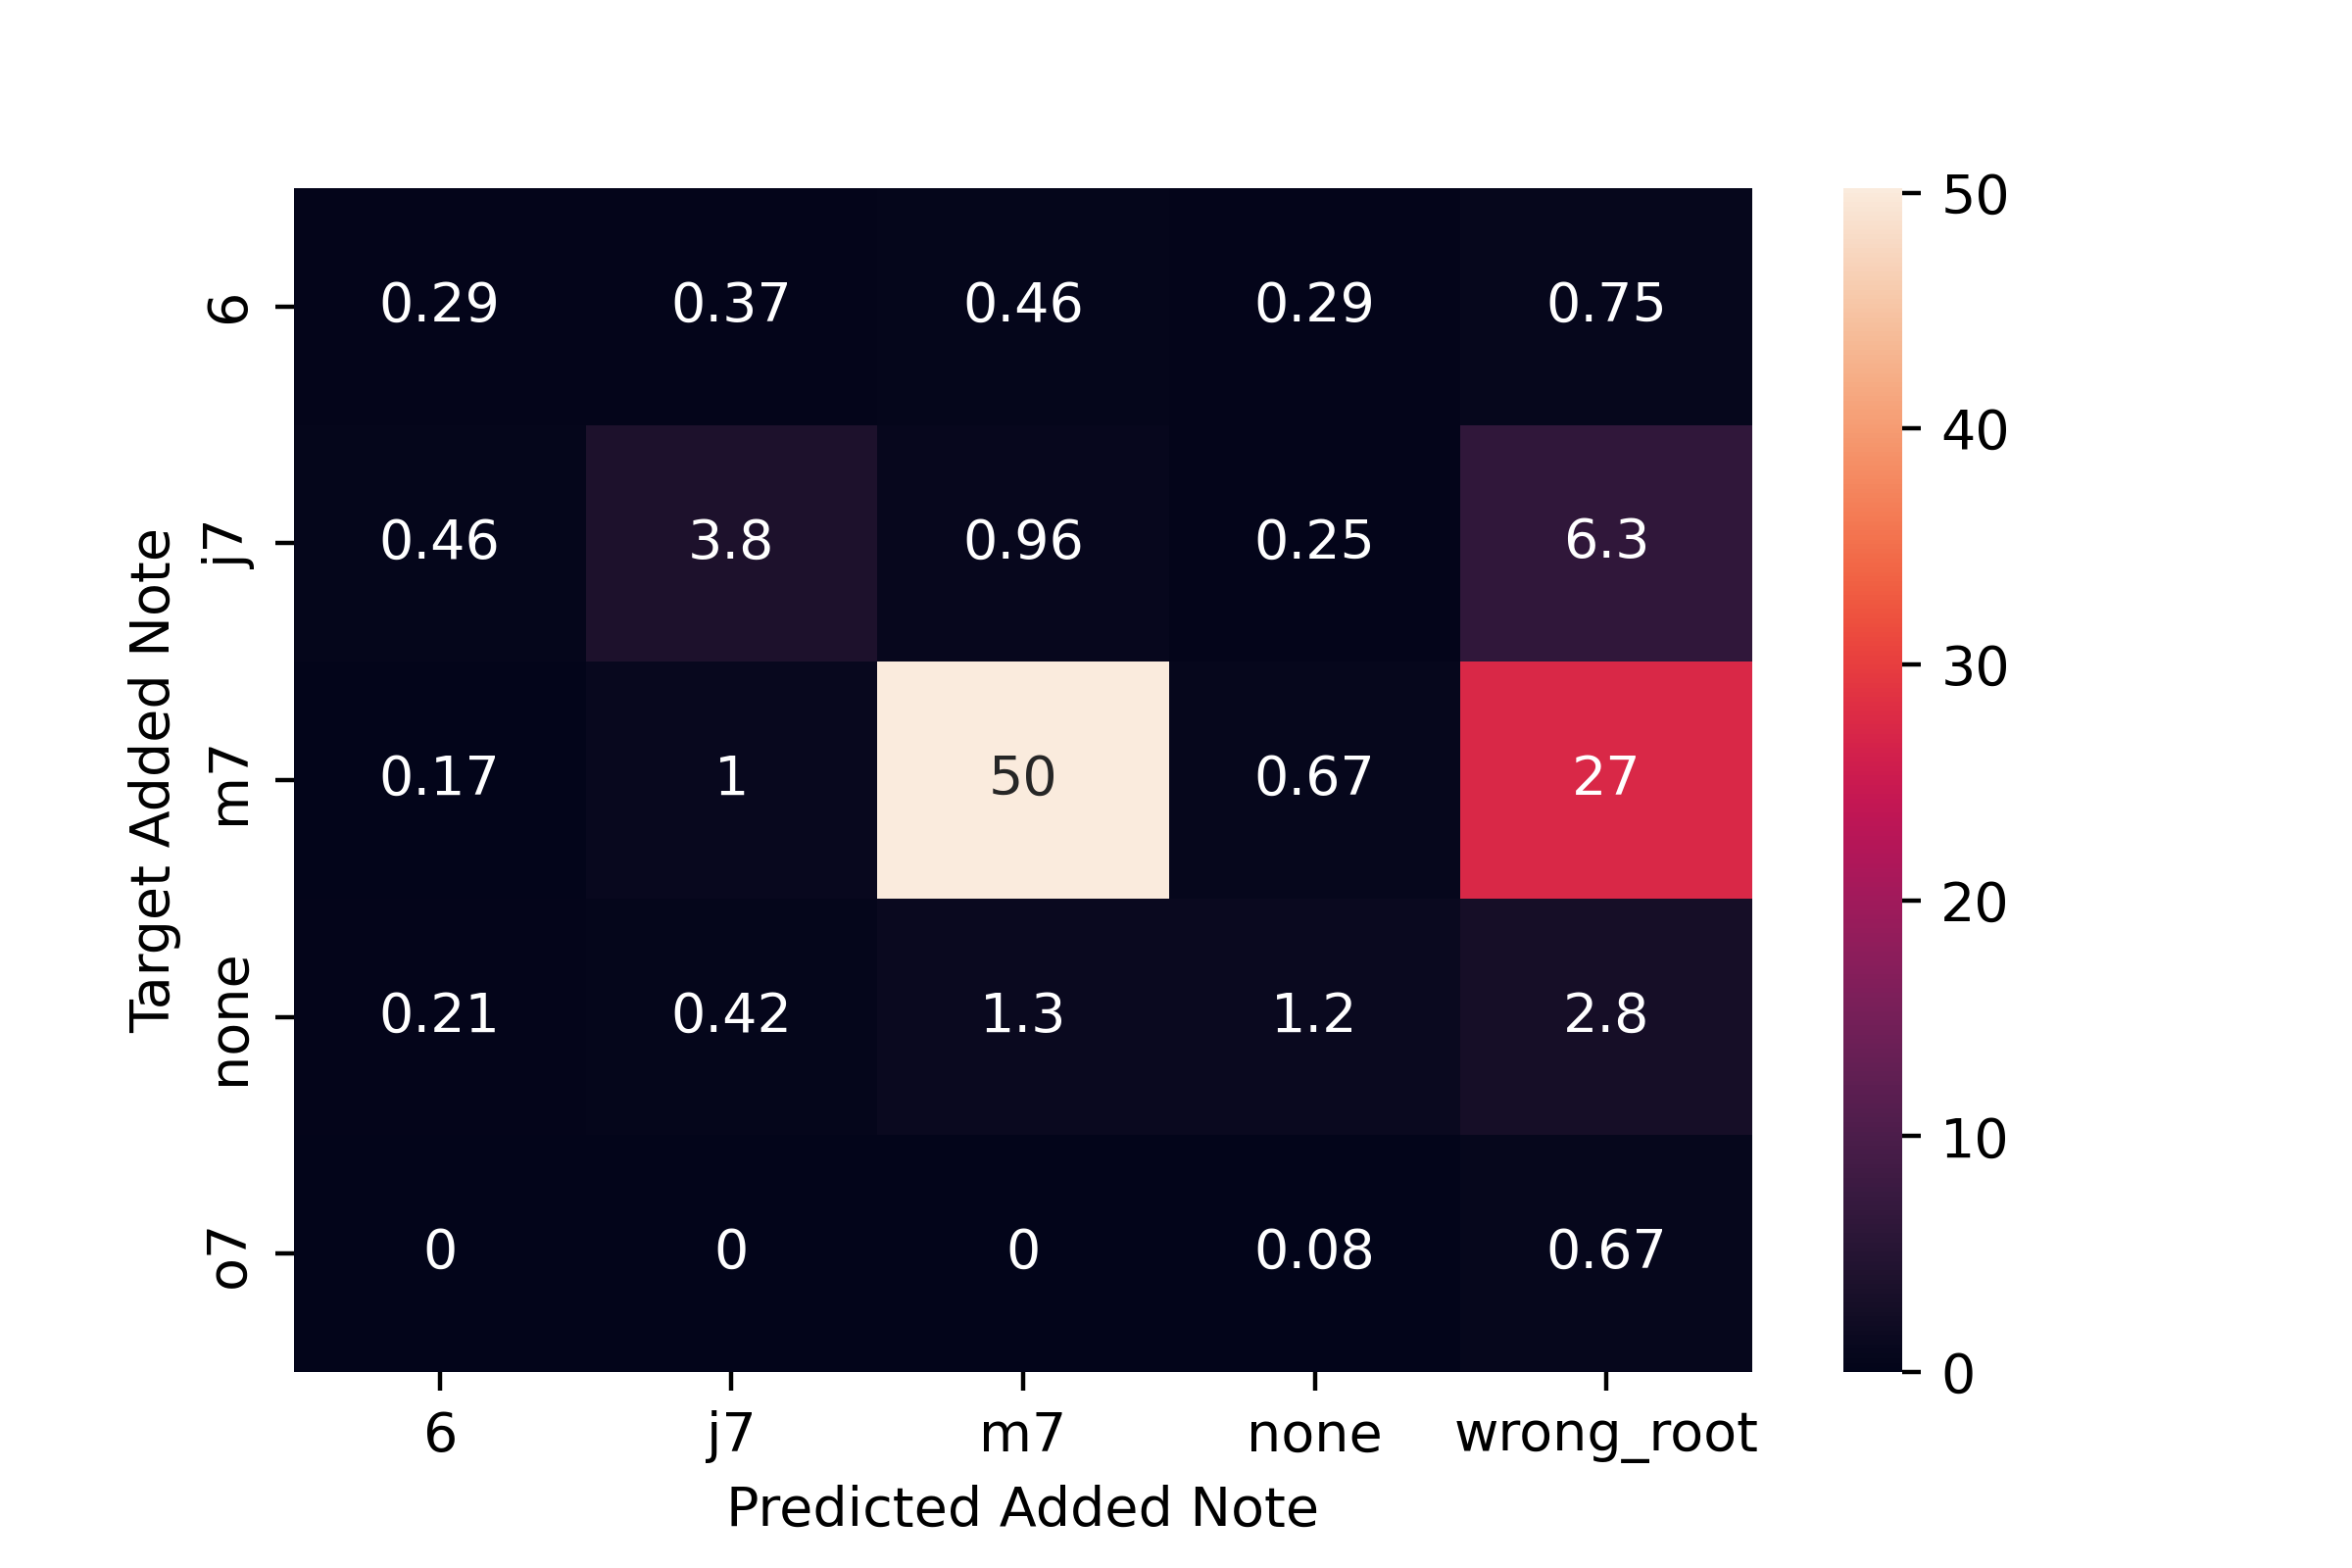 50
6 0.29 0.37 0.46 0.29 0.75
40
j7 0.46 3.8 0.96 0.25 6.3
30
Target Added Note
m7 0.17 1 50 0.67 27
20
none 0.21 0.42 1.3 1.2 2.8
10
o7 0 0 0 0.08 0.67
0
6 j7 m7 none wrong_root
Predicted Added Note